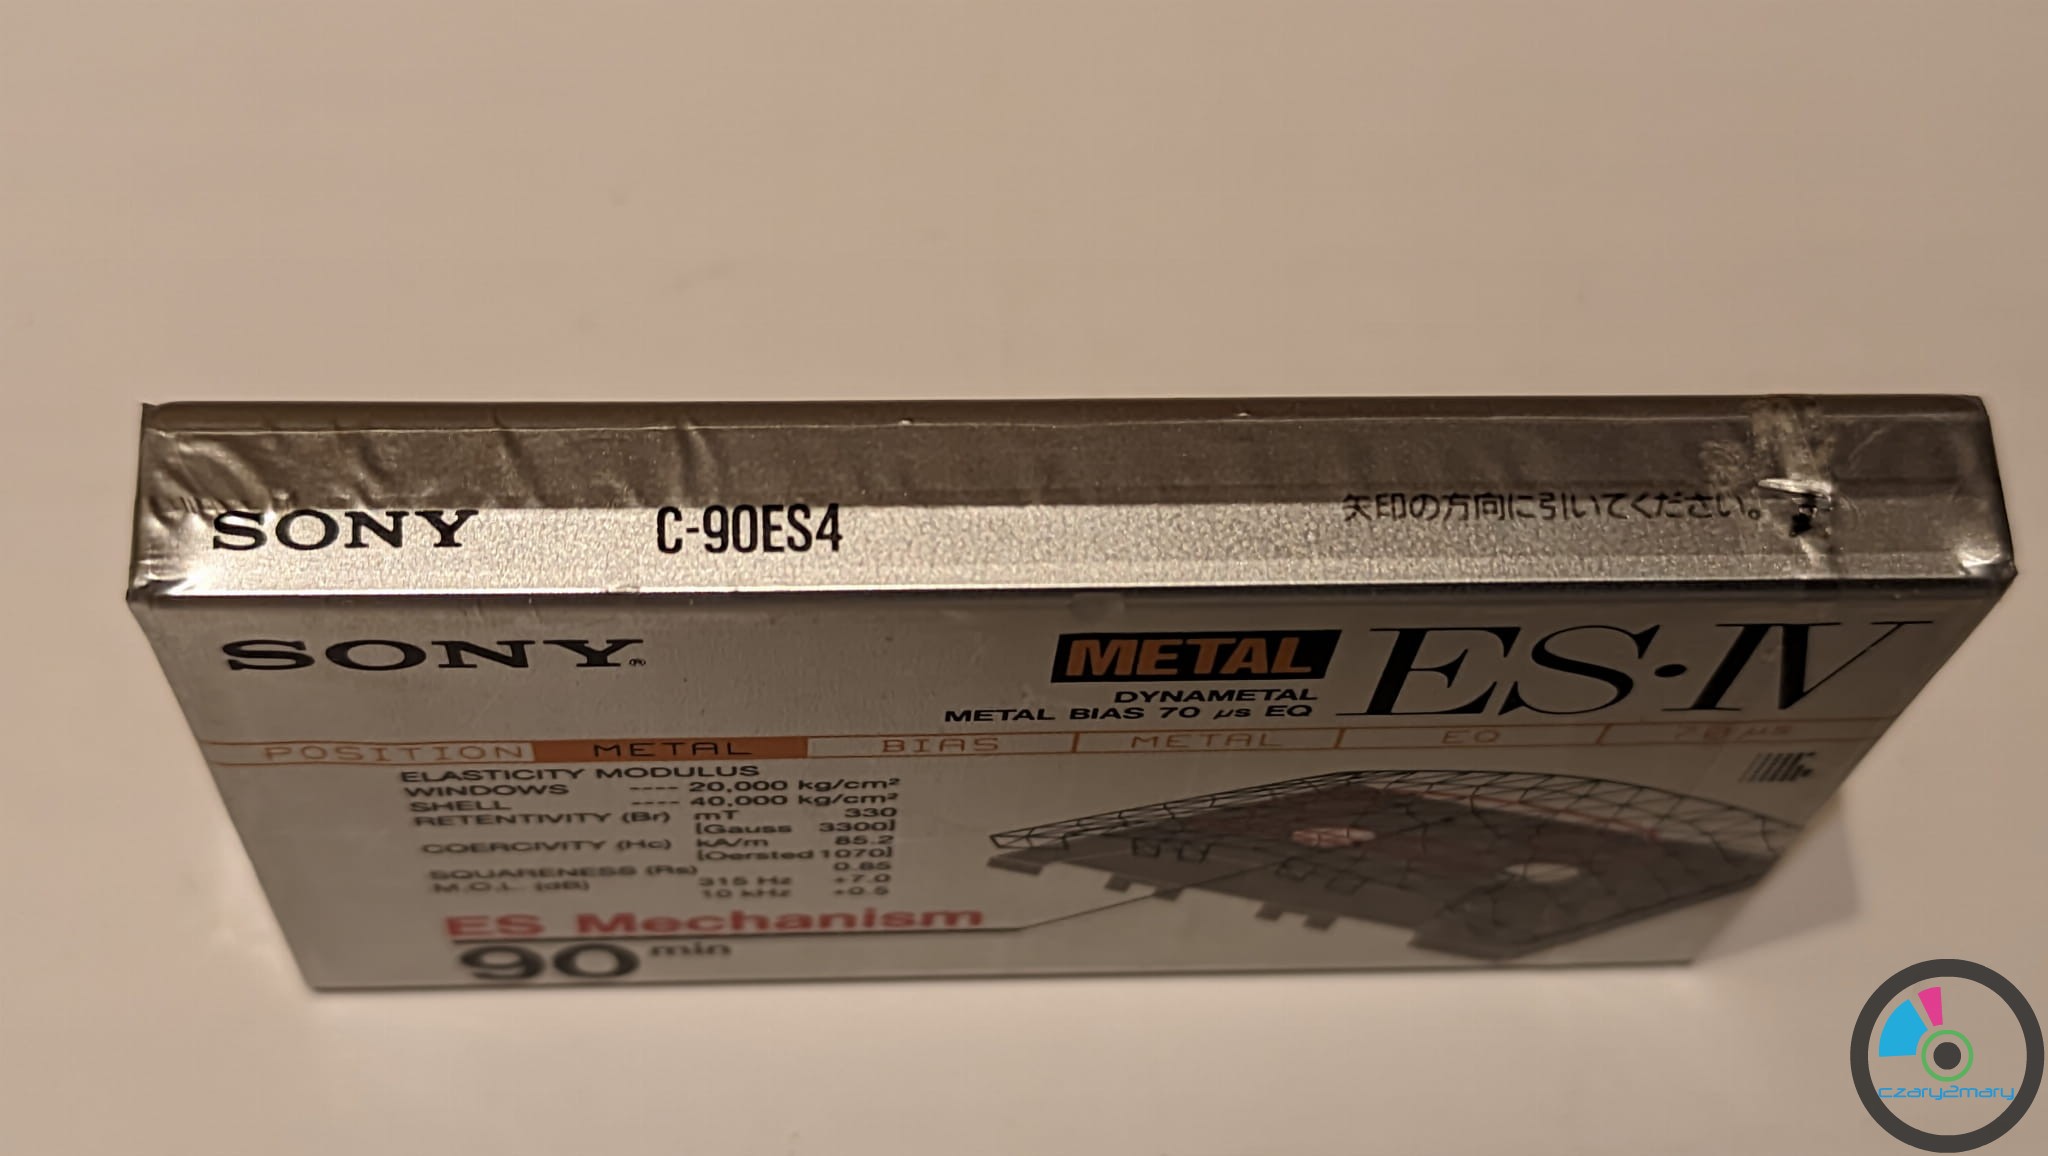 SONY C-90ES4 矢印の方向に引いてください。
SONY® METAL ES·IV
DYNAMETAL
METAL BIAS 70 µs EQ
POSITION METAL BIAS METAL EQ 70 µs
ELASTICITY MODULUS
WINDOWS ---- 20,000 kg/cm²
SHELL ---- 40,000 kg/cm²
RETENTIVITY (Br) mT 330
[Gauss 3300]
COERCIVITY (Hc) kA/m 85.2
[Oersted 1070]
SQUARENESS (Rs) 0.85
M.O.L. (dB) 315 Hz +7.0
10 kHz +0.5
ES Mechanism
90 min
czary2mary